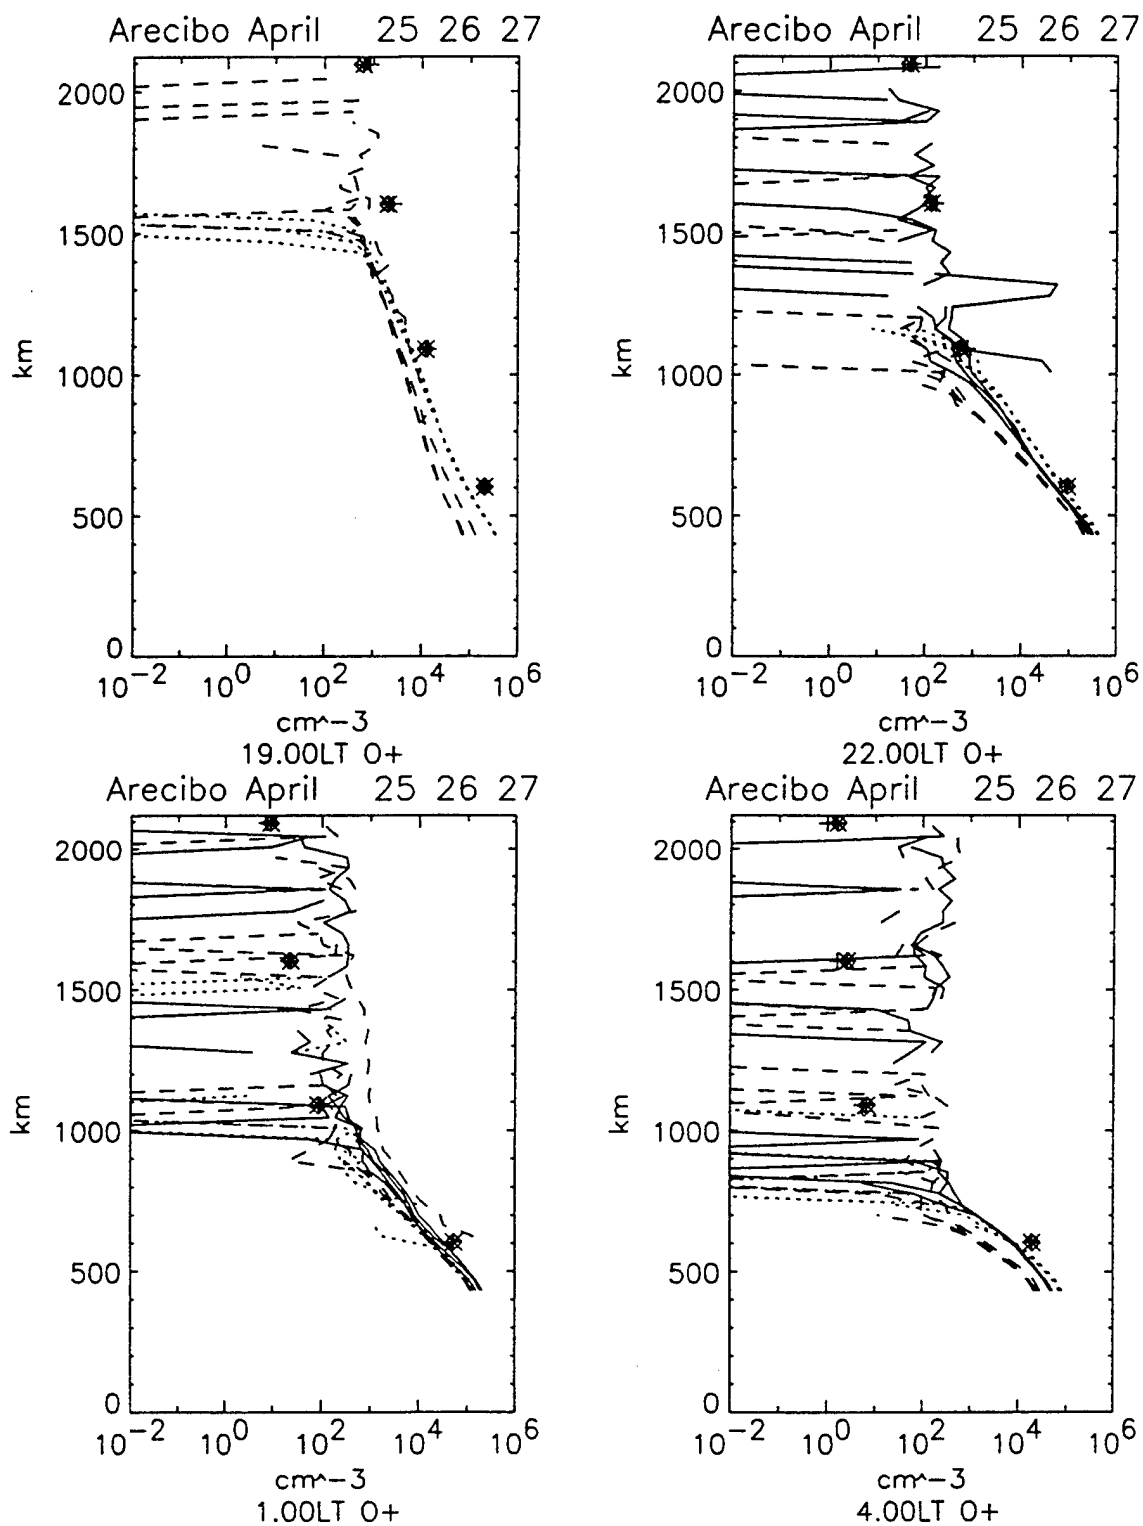 Arecibo April 25 26 27
2000
1500
1000
500
0
km
10^-2 10^0 10^2 10^4 10^6
cm^-3
19.00LT O+
Arecibo April 25 26 27
2000
1500
1000
500
0
km
10^-2 10^0 10^2 10^4 10^6
cm^-3
22.00LT O+
Arecibo April 25 26 27
2000
1500
1000
500
0
km
10^-2 10^0 10^2 10^4 10^6
cm^-3
1.00LT O+
Arecibo April 25 26 27
2000
1500
1000
500
0
km
10^-2 10^0 10^2 10^4 10^6
cm^-3
4.00LT O+